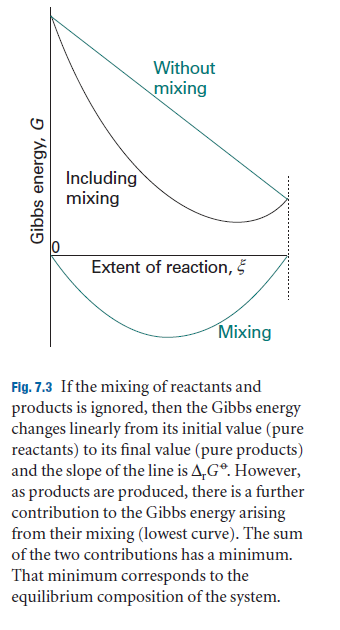 Without
mixing
Gibbs energy, G
Including
mixing
0
Extent of reaction, ξ
Mixing
Fig. 7.3 If the mixing of reactants and
products is ignored, then the Gibbs energy
changes linearly from its initial value (pure
reactants) to its final value (pure products)
and the slope of the line is ΔrG°. However,
as products are produced, there is a further
contribution to the Gibbs energy arising
from their mixing (lowest curve). The sum
of the two contributions has a minimum.
That minimum corresponds to the
equilibrium composition of the system.